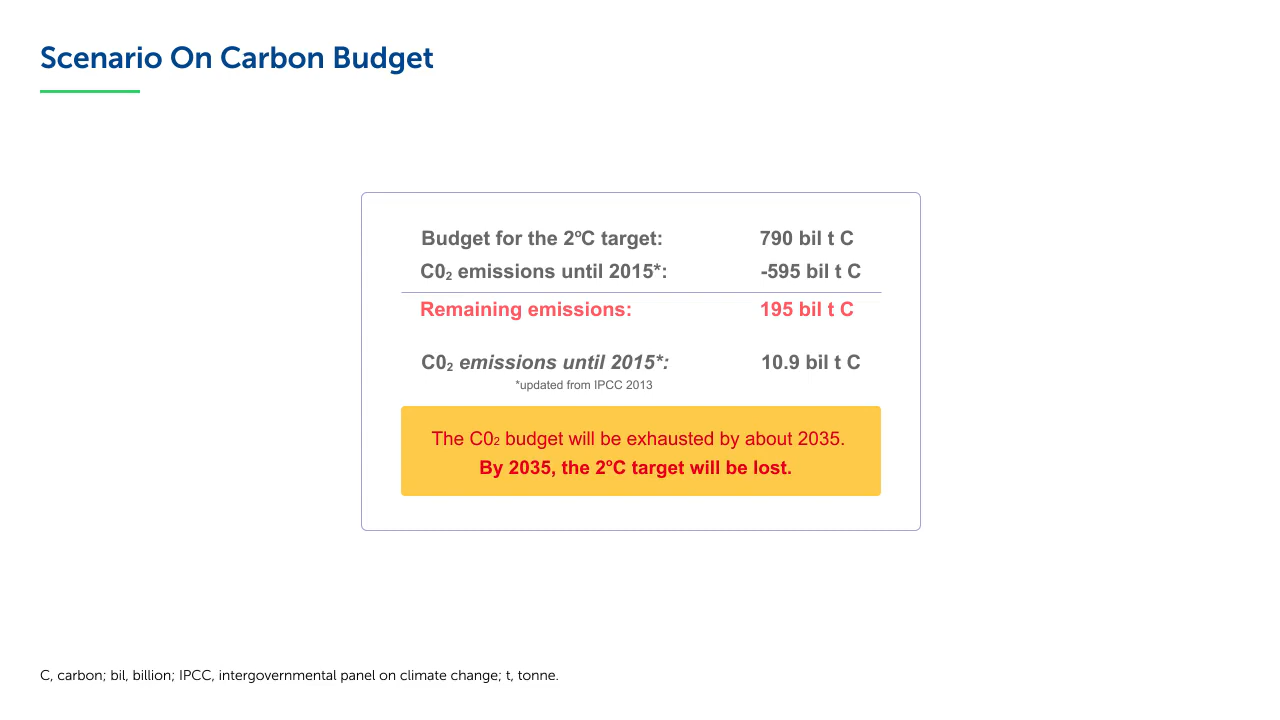 Scenario On Carbon Budget
Budget for the 2ºC target: 790 bil t C
C0₂ emissions until 2015*: -595 bil t C
Remaining emissions: 195 bil t C
C0₂ emissions until 2015*: 10.9 bil t C
*updated from IPCC 2013
The C0₂ budget will be exhausted by about 2035.
By 2035, the 2ºC target will be lost.
C, carbon; bil, billion; IPCC, intergovernmental panel on climate change; t, tonne.